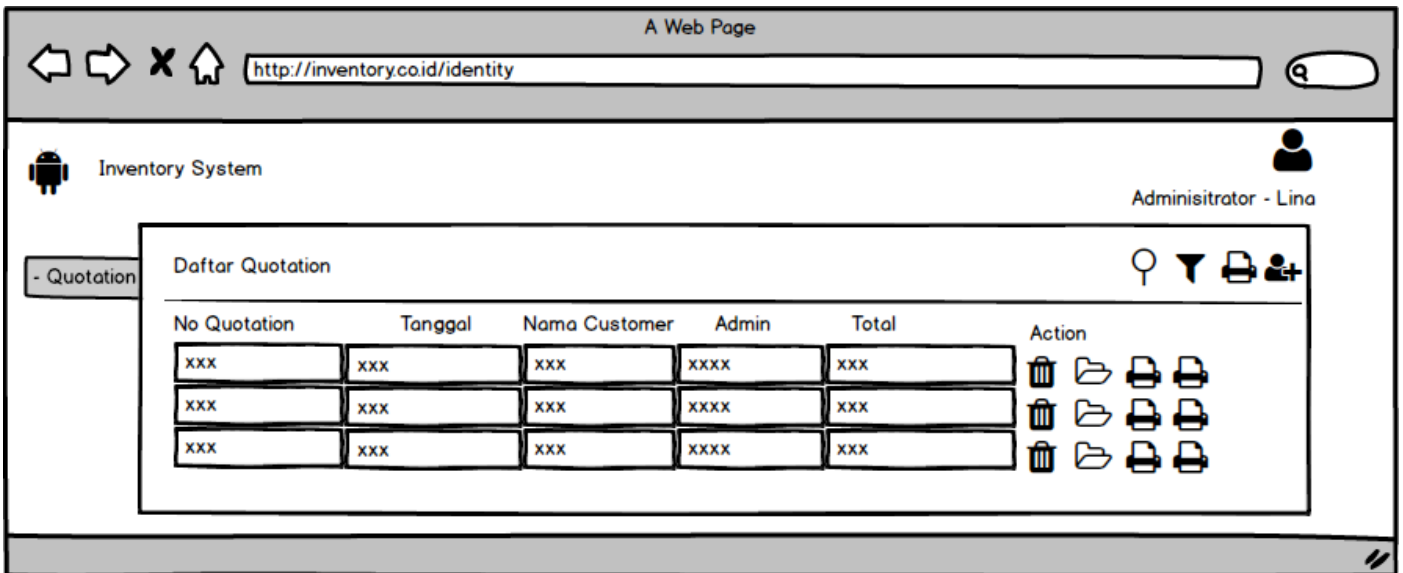 A Web Page
http://inventory.co.id/identity
Inventory System
Adminisitrator - Lina
- Quotation
Daftar Quotation
No Quotation Tanggal Nama Customer Admin Total Action
xxx xxx xxx xxxx xxx
xxx xxx xxx xxxx xxx
xxx xxx xxx xxxx xxx